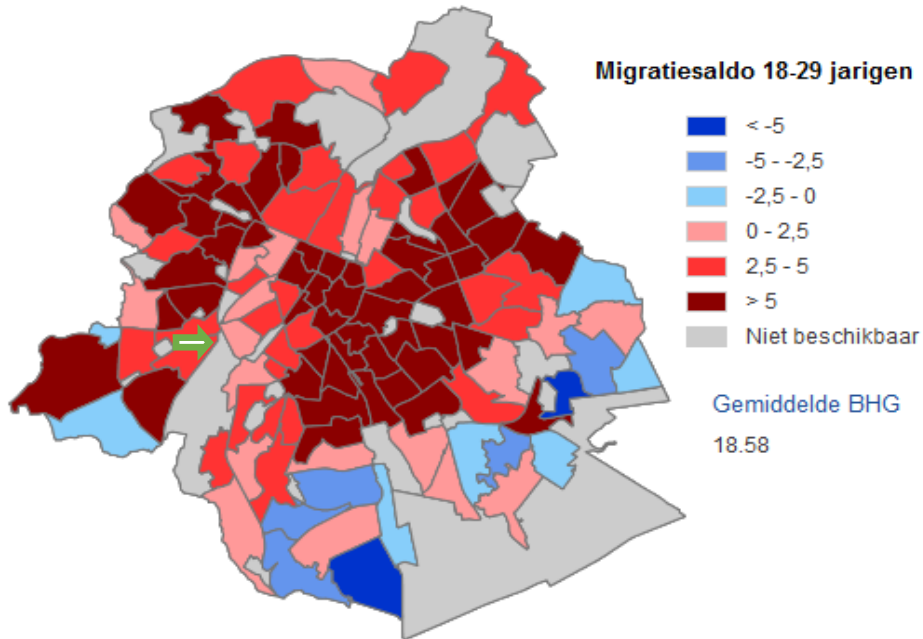 Migratiesaldo 18-29 jarigen
< -5
-5 - -2,5
-2,5 - 0
0 - 2,5
2,5 - 5
> 5
Niet beschikbaar
Gemiddelde BHG
18.58